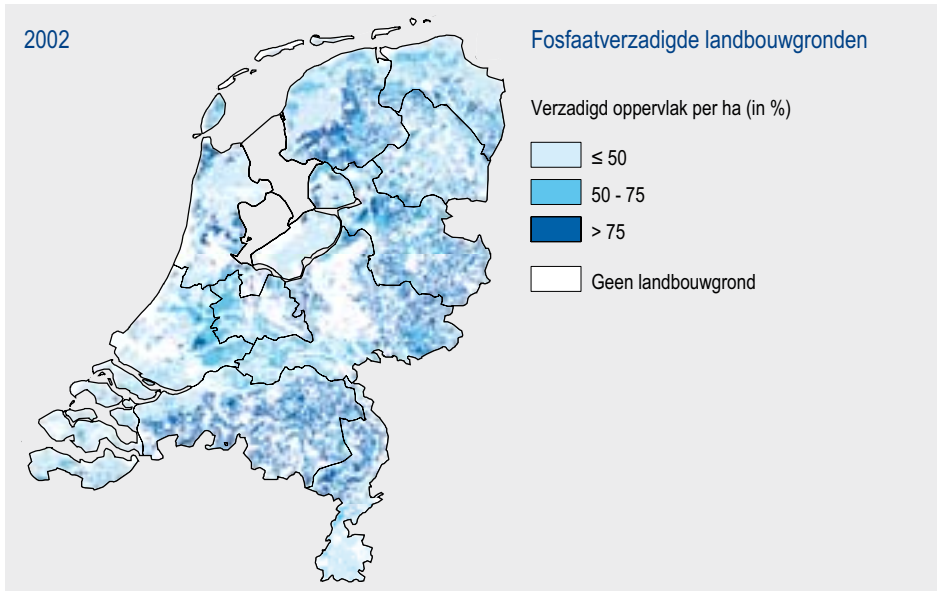 2002
Fosfaatverzadigde landbouwgronden
Verzadigd oppervlak per ha (in %)
≤ 50
50 - 75
> 75
Geen landbouwgrond